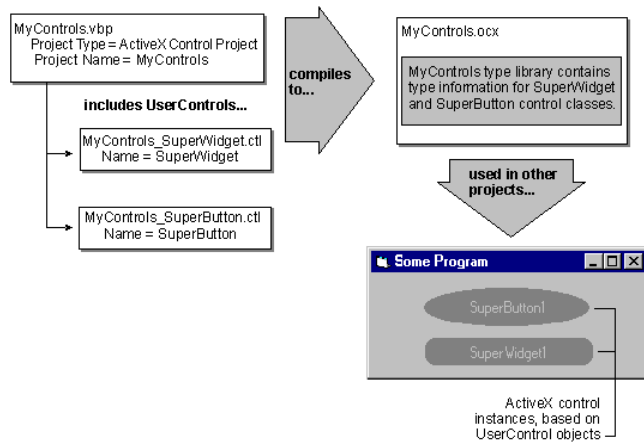 MyControls.vbp
Project Type = ActiveX Control Project
Project Name = MyControls
includes UserControls...
MyControls_SuperWidget.ctl
Name = SuperWidget
MyControls_SuperButton.ctl
Name = SuperButton
compiles
to...
MyControls.ocx
MyControls type library contains
type information for SuperWidget
and SuperButton control classes.
used in other
projects...
Some Program
SuperButton1
SuperWidget1
ActiveX control
instances, based on
UserControl objects